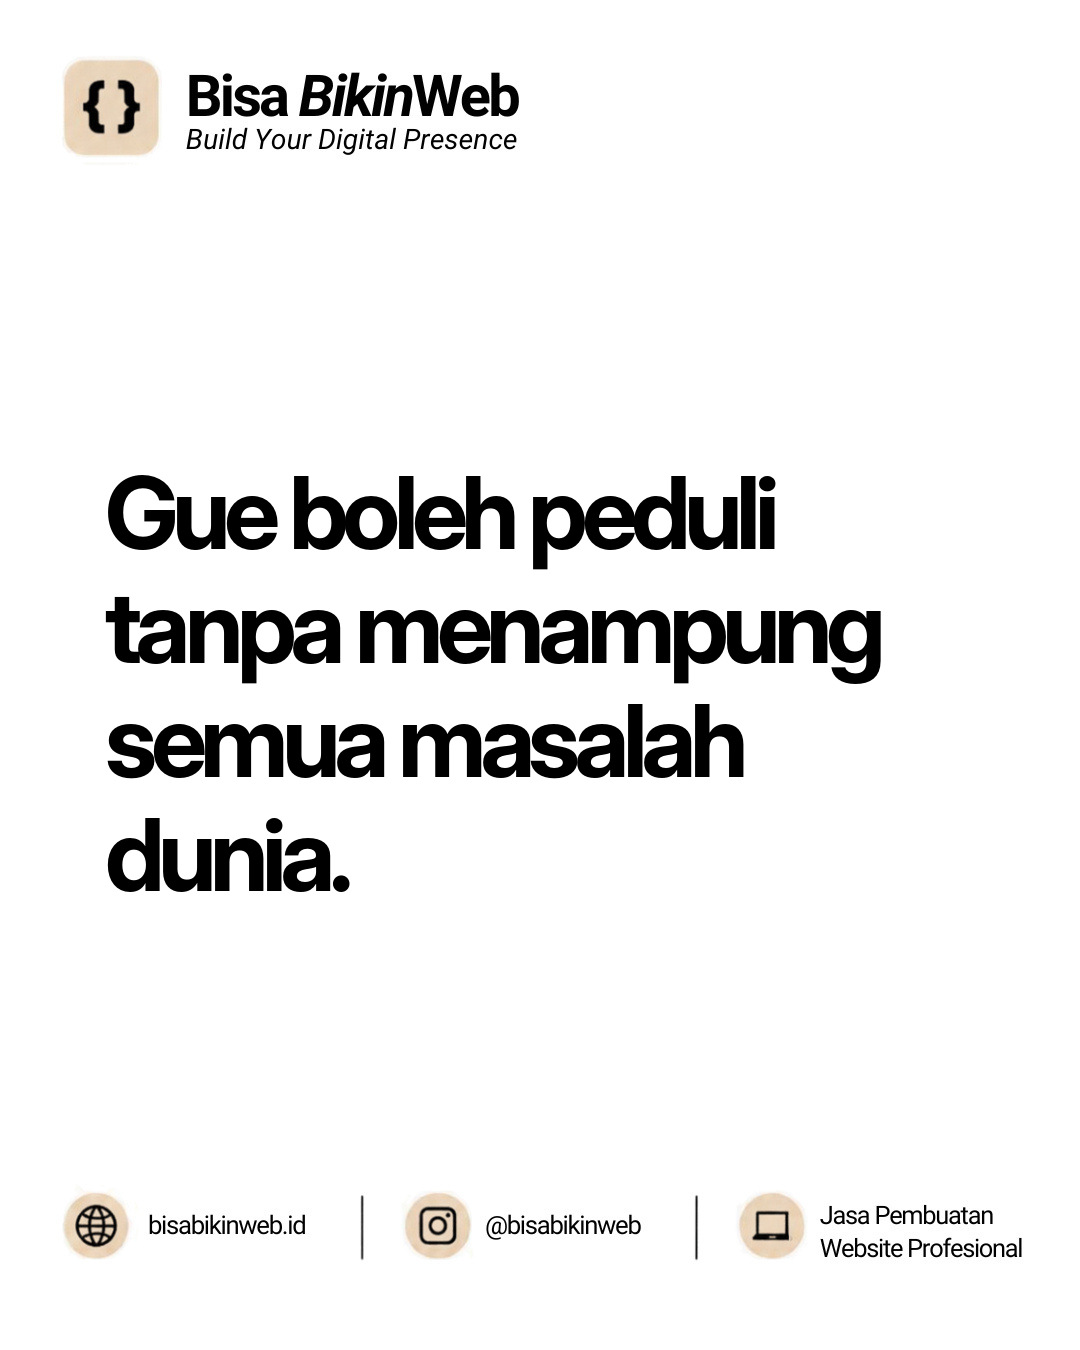 { }
Bisa BikinWeb
Build Your Digital Presence
Gue boleh peduli
tanpa menampung
semua masalah
dunia.
bisabikinweb.id
@bisabikinweb
Jasa Pembuatan
Website Profesional